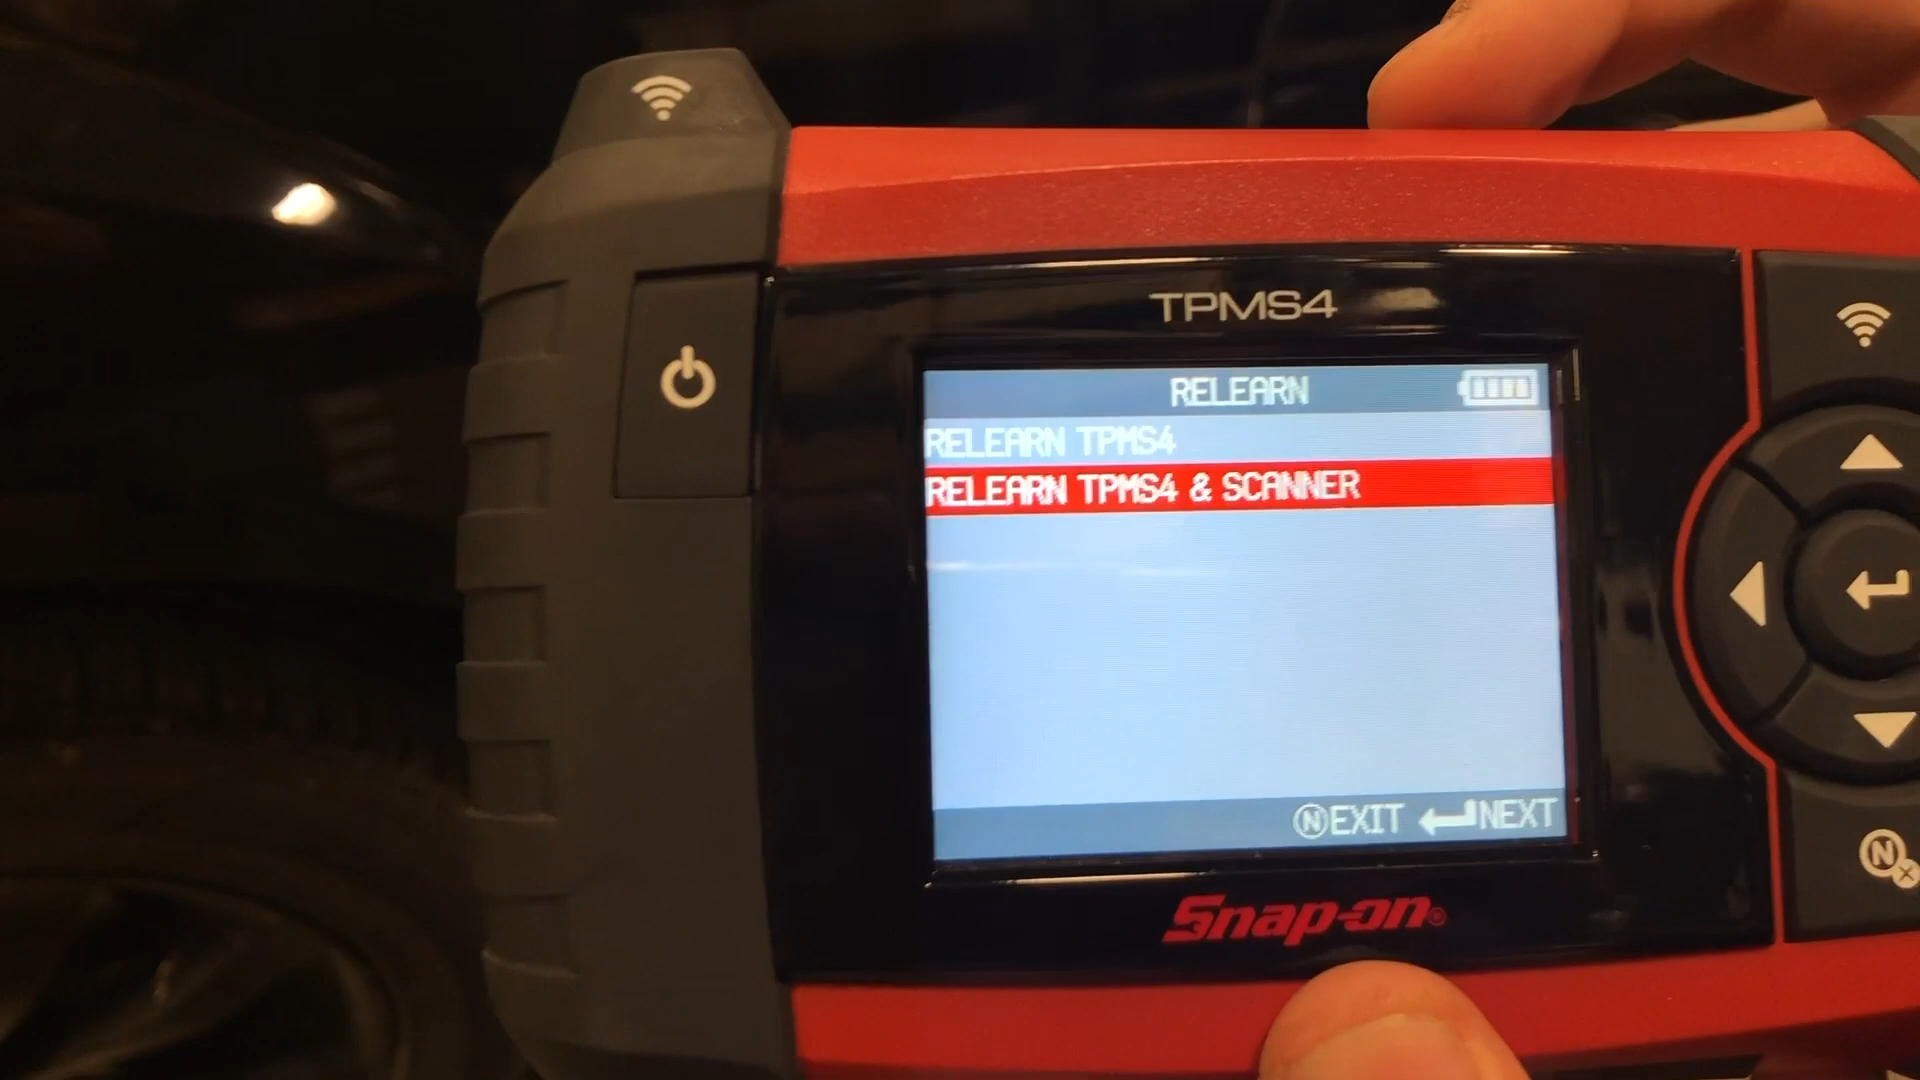 TPMS4
RELEARN
RELEARN TPMS4
RELEARN TPMS4 & SCANNER
N EXIT NEXT
Snap-on®
N